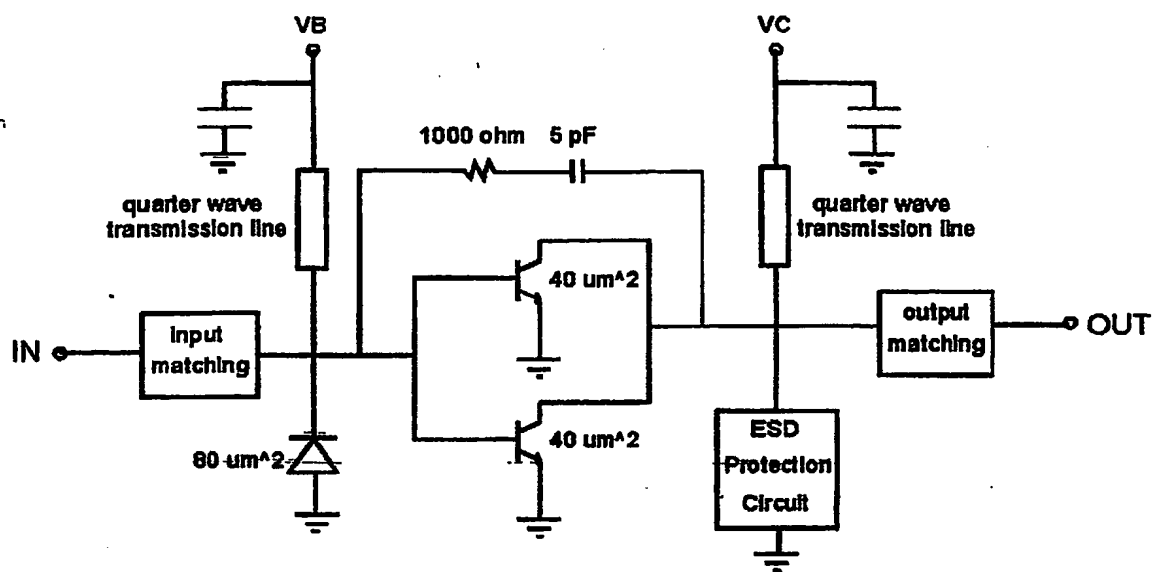 VB
VC
1000 ohm
5 pF
quarter wave
transmission line
quarter wave
transmission line
40 um^2
IN
input
matching
output
matching
OUT
40 um^2
80 um^2
ESD
Protection
Circuit